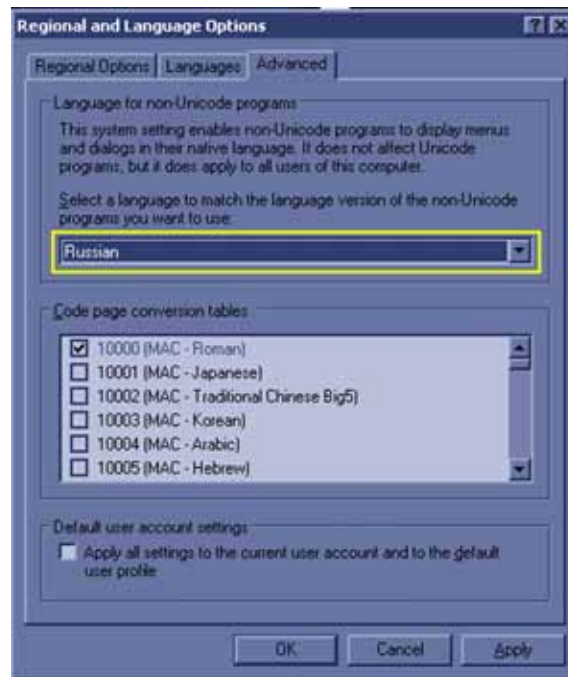 Regional and Language Options
Regional Options
Languages
Advanced
Language for non-Unicode programs
This system setting enables non-Unicode programs to display menus
and dialogs in their native language. It does not affect Unicode
programs, but it does apply to all users of this computer.
Select a language to match the language version of the non-Unicode
programs you want to use:
Russian
Code page conversion tables
10000 (MAC - Roman)
10001 (MAC - Japanese)
10002 (MAC - Traditional Chinese Big5)
10003 (MAC - Korean)
10004 (MAC - Arabic)
10005 (MAC - Hebrew)
Default user account settings
Apply all settings to the current user account and to the default
user profile
OK
Cancel
Apply